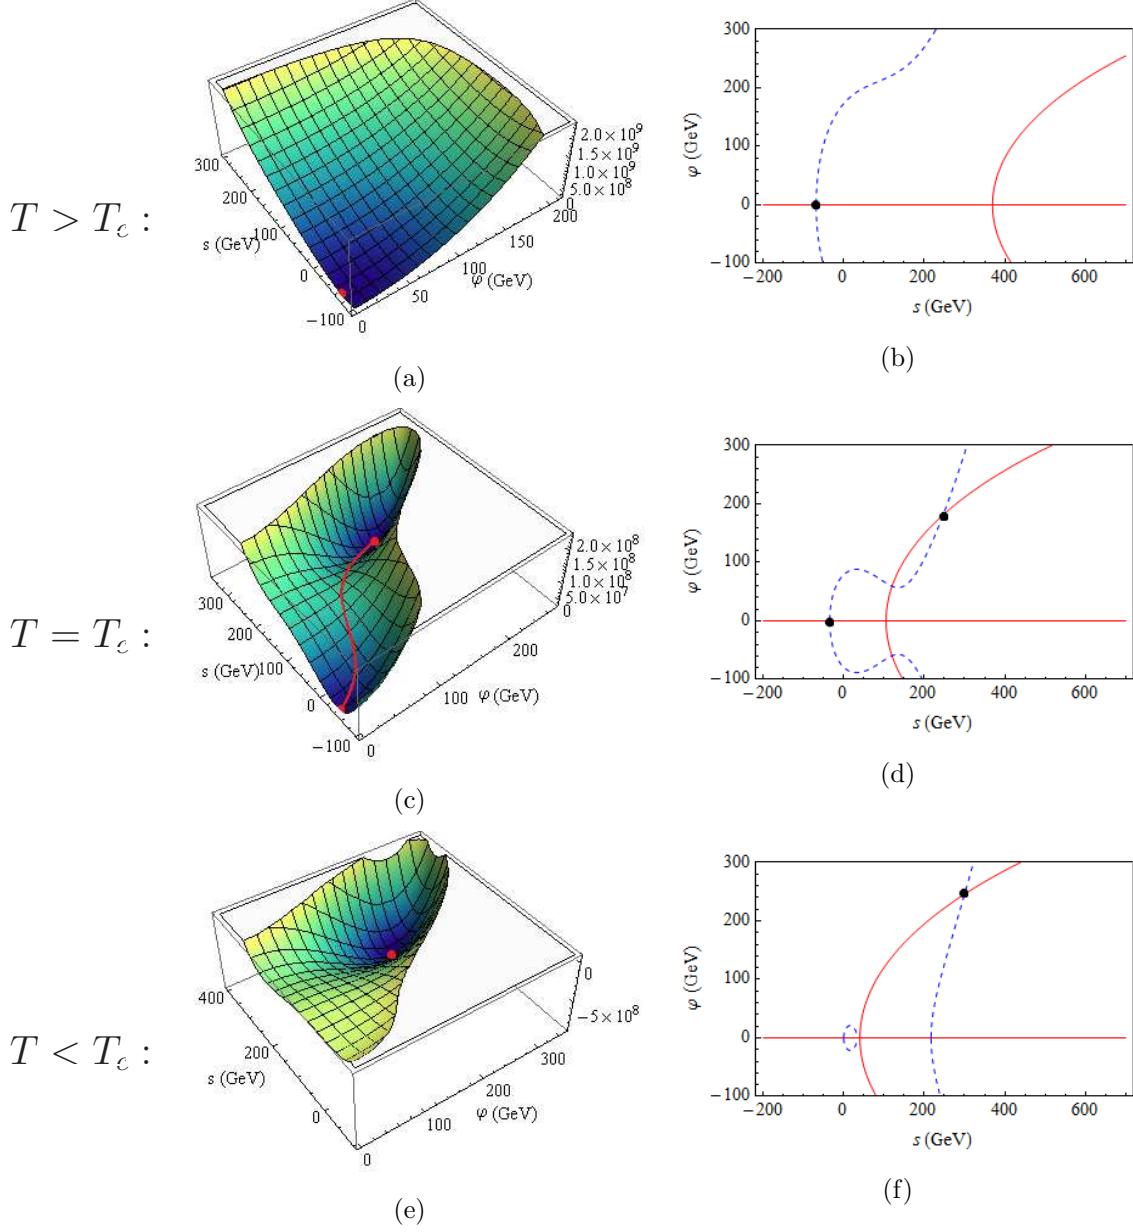 T > T_c :
300
200
100
0
−100
s (GeV)
0
50
100
150
200
φ (GeV)
2.0 × 10^9
1.5 × 10^9
1.0 × 10^9
5.0 × 10^8
0
(a)
300
200
100
0
−100
φ (GeV)
−200
0
200
400
600
s (GeV)
(b)
T = T_c :
300
200
100
0
−100
s (GeV)
0
100
200
φ (GeV)
2.0 × 10^8
1.5 × 10^8
1.0 × 10^8
5.0 × 10^7
0
(c)
300
200
100
0
−100
φ (GeV)
−200
0
200
400
600
s (GeV)
(d)
T < T_c :
400
200
0
s (GeV)
0
100
200
300
φ (GeV)
0
−5 × 10^8
(e)
300
200
100
0
−100
φ (GeV)
−200
0
200
400
600
s (GeV)
(f)